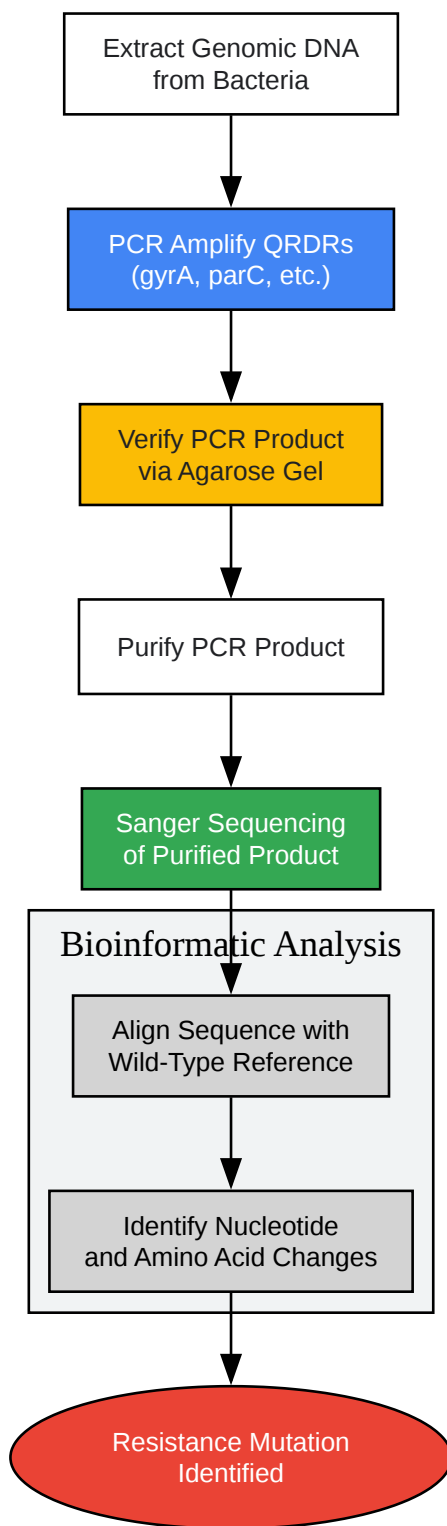 Extract Genomic DNA
from Bacteria
PCR Amplify QRDRs
(gyrA, parC, etc.)
Verify PCR Product
via Agarose Gel
Purify PCR Product
Sanger Sequencing
of Purified Product
Bioinformatic Analysis
Align Sequence with
Wild-Type Reference
Identify Nucleotide
and Amino Acid Changes
Resistance Mutation
Identified